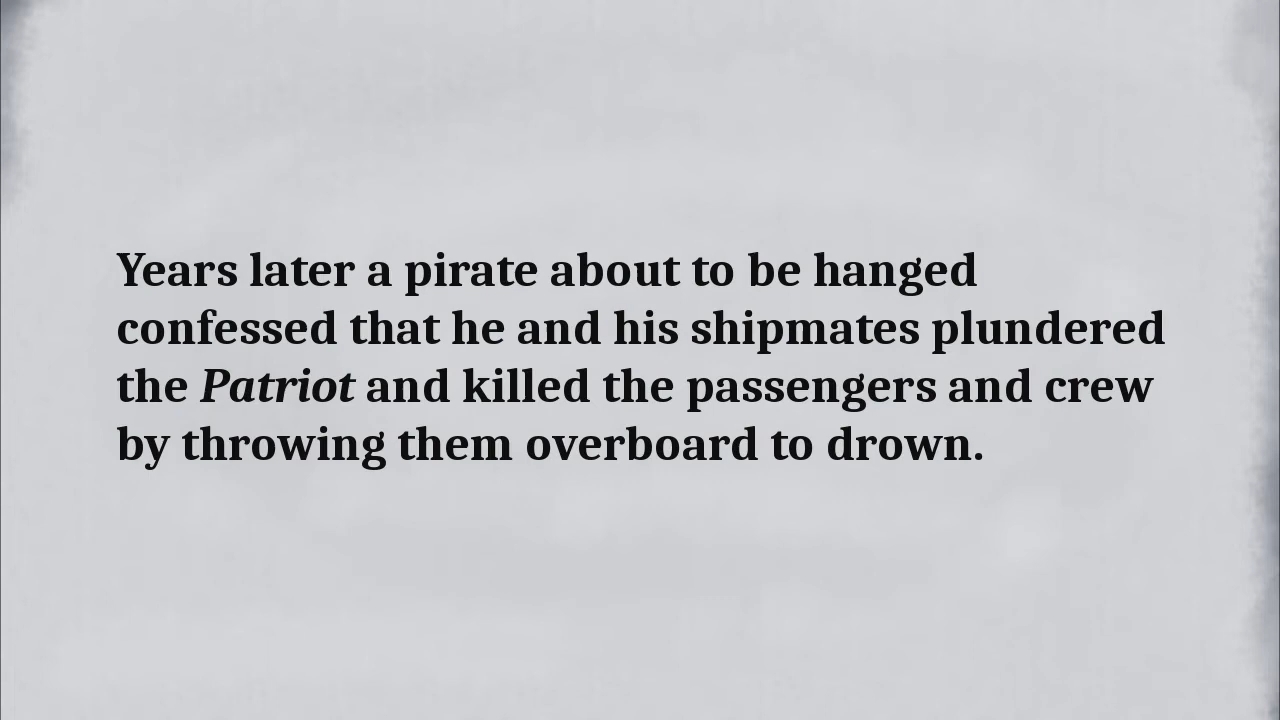 Years later a pirate about to be hanged
confessed that he and his shipmates plundered
the Patriot and killed the passengers and crew
by throwing them overboard to drown.